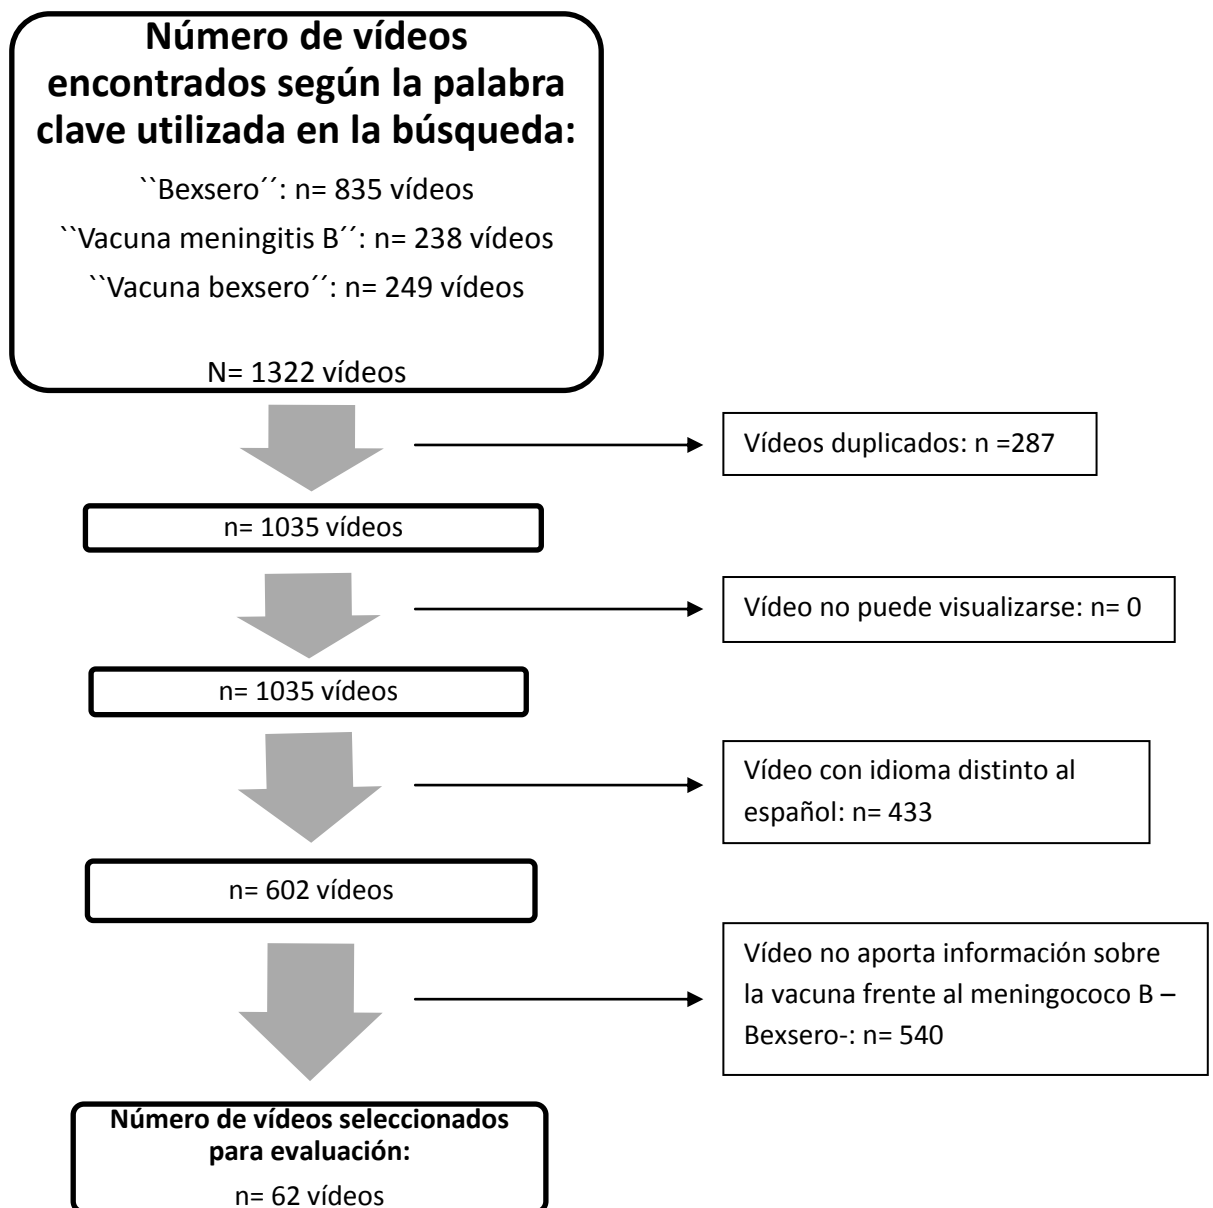 Número de vídeos
encontrados según la palabra
clave utilizada en la búsqueda:
``Bexsero´´: n= 835 vídeos
``Vacuna meningitis B´´: n= 238 vídeos
``Vacuna bexsero´´: n= 249 vídeos
N= 1322 vídeos
Vídeos duplicados: n =287
n= 1035 vídeos
Vídeo no puede visualizarse: n= 0
n= 1035 vídeos
Vídeo con idioma distinto al
español: n= 433
n= 602 vídeos
Vídeo no aporta información sobre
la vacuna frente al meningococo B –
Bexsero-: n= 540
Número de vídeos seleccionados
para evaluación:
n= 62 vídeos